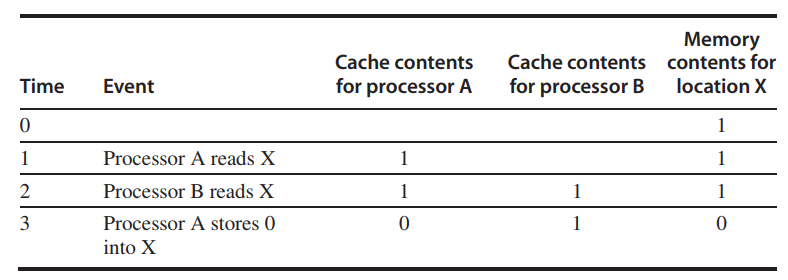 Memory
Cache contents Cache contents contents for
Time Event for processor A for processor B location X
0 1
1 Processor A reads X 1 1
2 Processor B reads X 1 1 1
3 Processor A stores 0 0 1 0
into X